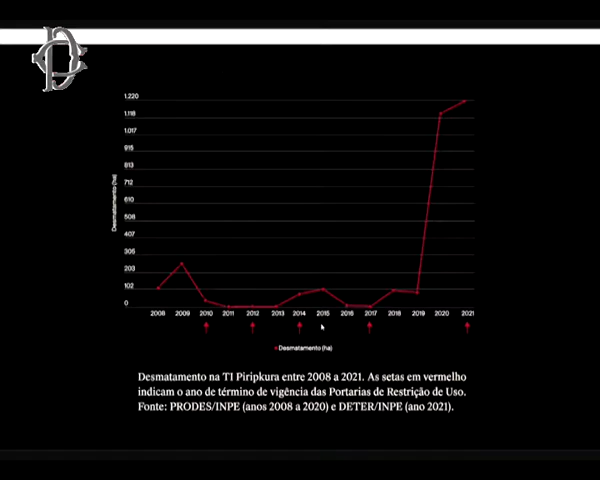 1.220
1.118
1.017
915
813
712
610
508
407
305
203
102
0
Desmatamento (ha)
2008 2009 2010 2011 2012 2013 2014 2015 2016 2017 2018 2019 2020 2021
Desmatamento (ha)
Desmatamento na TI Piripkura entre 2008 a 2021. As setas em vermelho
indicam o ano de término de vigência das Portarias de Restrição de Uso.
Fonte: PRODES/INPE (anos 2008 a 2020) e DETER/INPE (ano 2021).